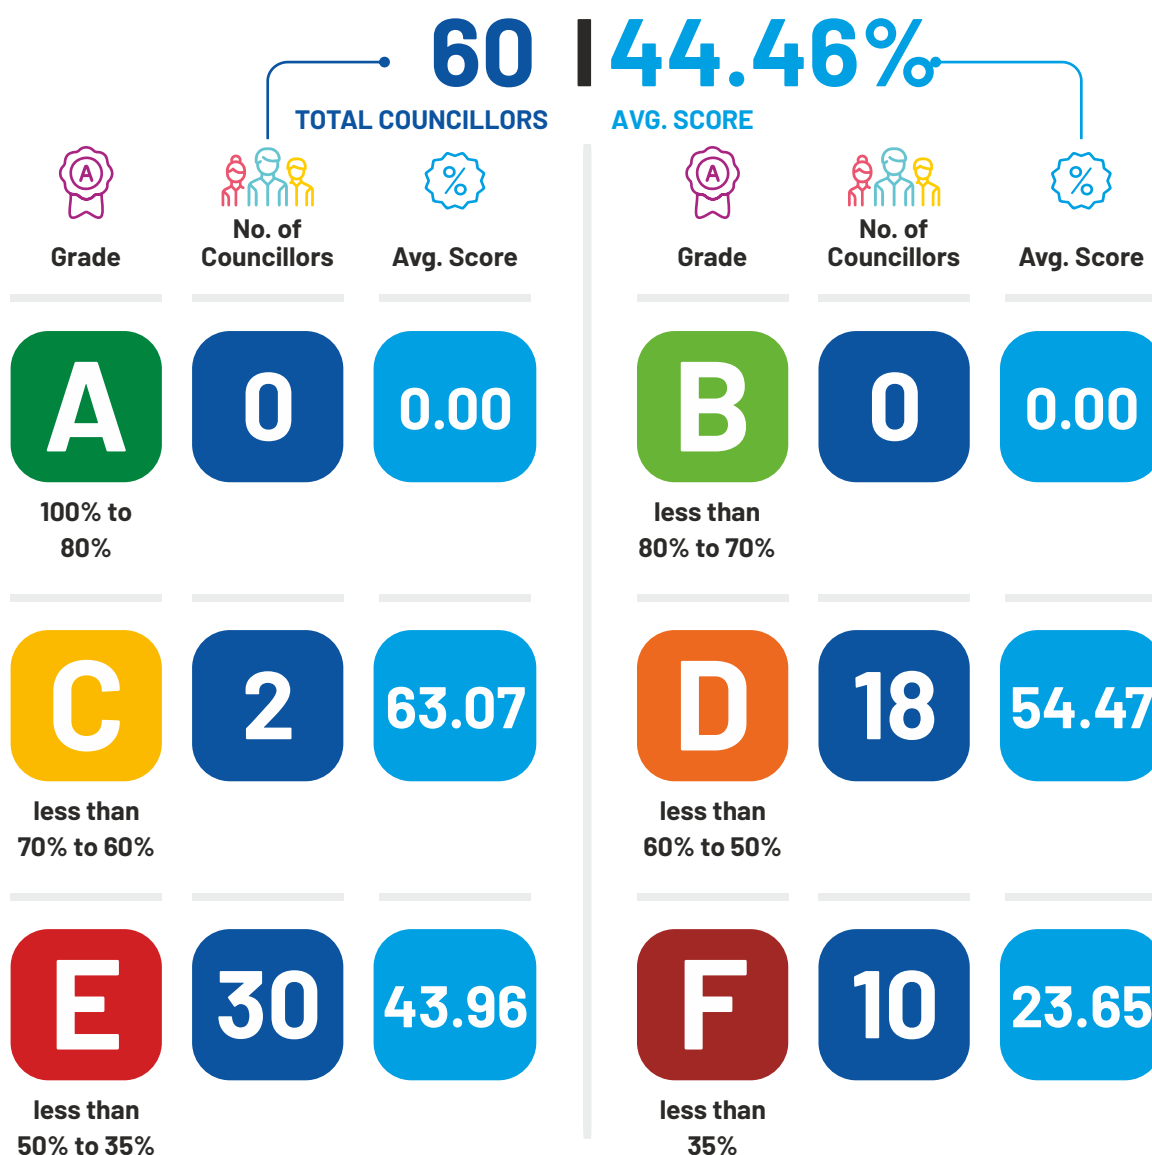 60
44.46%
TOTAL COUNCILLORS
AVG. SCORE
A
%
A
%
Grade
No. of
Councillors
Avg. Score
Grade
No. of
Councillors
Avg. Score
A
0
0.00
B
0
0.00
100% to
80%
less than
80% to 70%
C
2
63.07
D
18
54.47
less than
70% to 60%
less than
60% to 50%
E
30
43.96
F
10
23.65
less than
50% to 35%
less than
35%